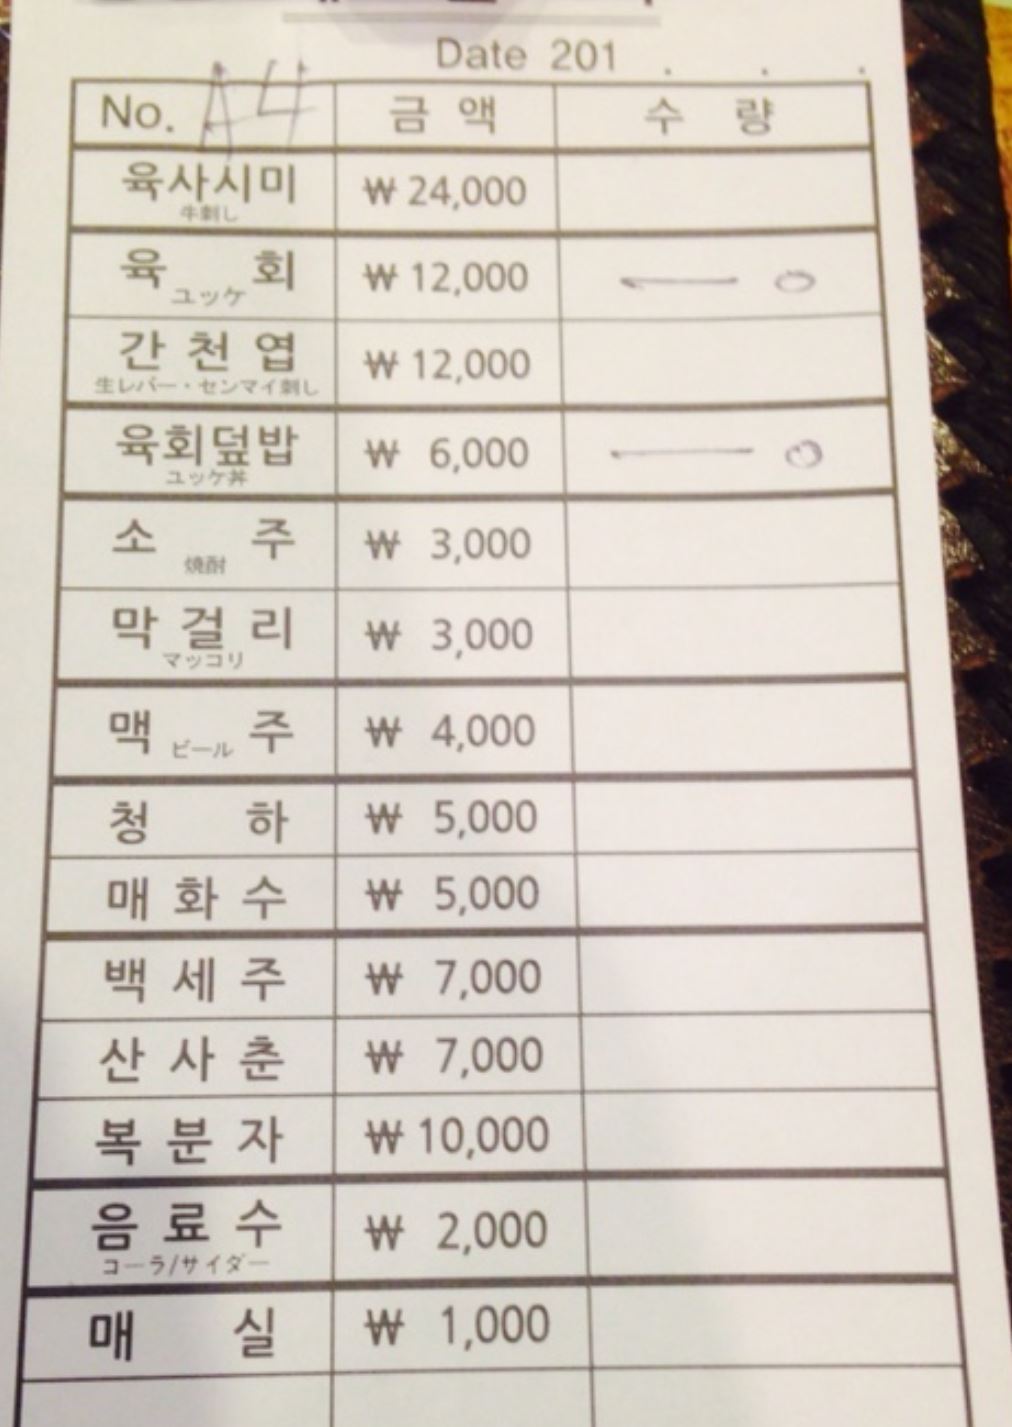 Date 201 . . .
No. A4 금액 수량
육사시미 ₩ 24,000
牛刺し
육회 ₩ 12,000 一 o
ユッケ
간천엽 ₩ 12,000
生レバー・センマイ刺し
육회덮밥 ₩ 6,000 一 o
ユッケ丼
소주 ₩ 3,000
焼酎
막걸리 ₩ 3,000
マッコリ
맥주 ₩ 4,000
ビール
청하 ₩ 5,000
매화수 ₩ 5,000
백세주 ₩ 7,000
산사춘 ₩ 7,000
복분자 ₩ 10,000
음료수 ₩ 2,000
コーラ/サイダー
매실 ₩ 1,000